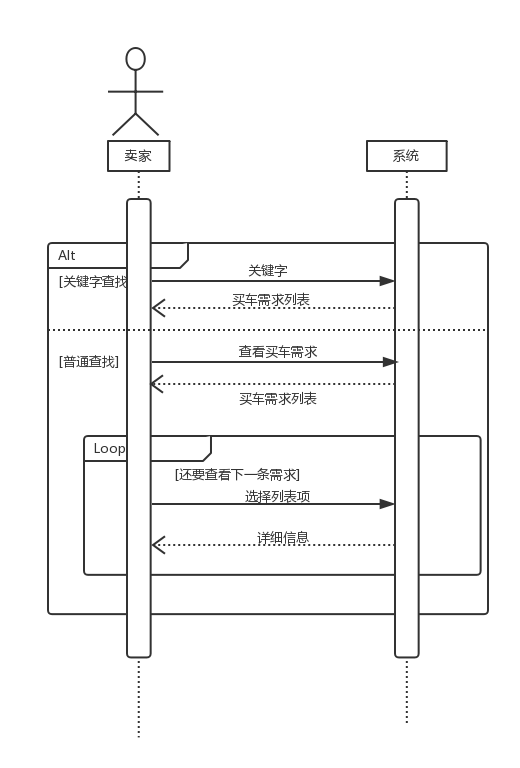 卖家
系统
Alt
[关键字查找
关键字
买车需求列表
[普通查找]
查看买车需求
买车需求列表
Loop
[还要查看下一条需求]
选择列表项
详细信息